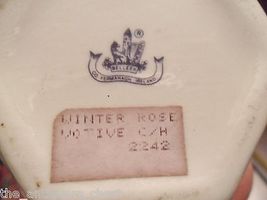 ®
BELLEEK
CO. FERMANAGH, IRELAND
WINTER ROSE
VOTIVE C/H
2242